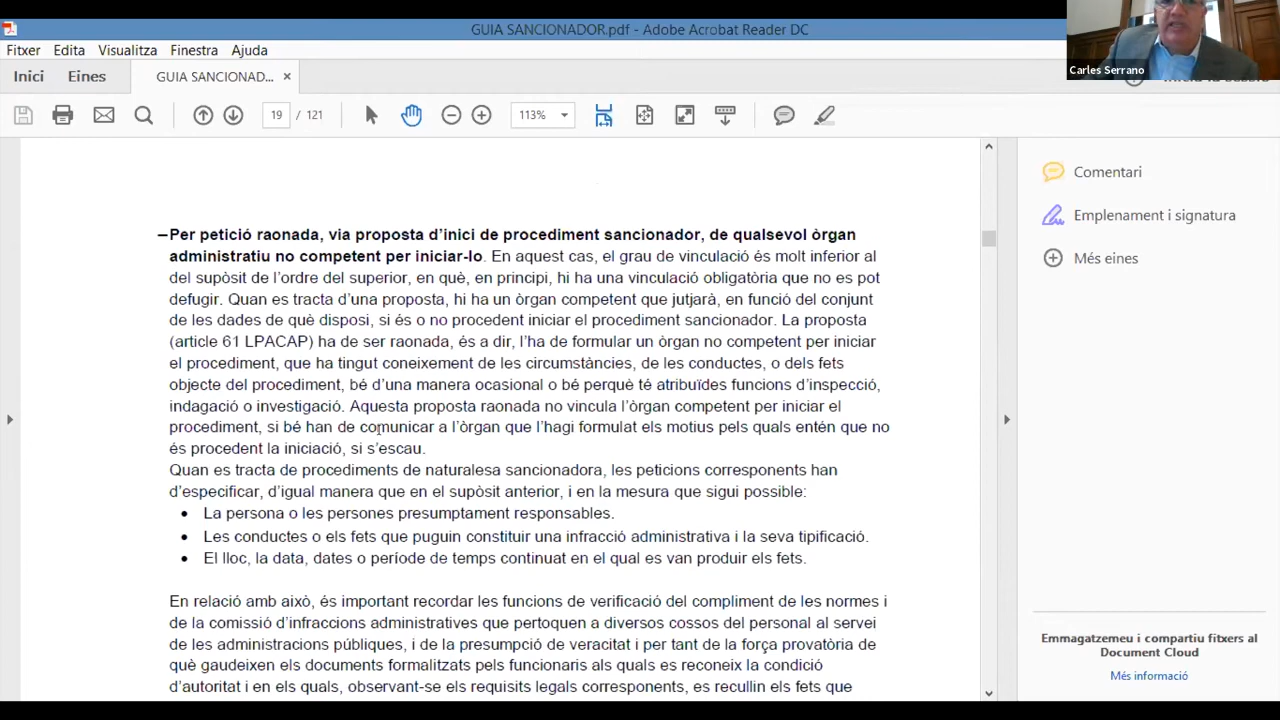 GUIA SANCIONADOR.pdf - Adobe Acrobat Reader DC
Fitxer Edita Visualitza Finestra Ajuda
Inici Eines GUIA SANCIONAD... ×
Carles Serrano
19 / 121 113%
–Per petició raonada, via proposta d’inici de procediment sancionador, de qualsevol òrgan
administratiu no competent per iniciar-lo. En aquest cas, el grau de vinculació és molt inferior al
del supòsit de l’ordre del superior, en què, en principi, hi ha una vinculació obligatòria que no es pot
defugir. Quan es tracta d’una proposta, hi ha un òrgan competent que jutjarà, en funció del conjunt
de les dades de què disposi, si és o no procedent iniciar el procediment sancionador. La proposta
(article 61 LPACAP) ha de ser raonada, és a dir, l’ha de formular un òrgan no competent per iniciar
el procediment, que ha tingut coneixement de les circumstàncies, de les conductes, o dels fets
objecte del procediment, bé d’una manera ocasional o bé perquè té atribuïdes funcions d’inspecció,
indagació o investigació. Aquesta proposta raonada no vincula l’òrgan competent per iniciar el
procediment, si bé han de comunicar a l’òrgan que l’hagi formulat els motius pels quals entén que no
és procedent la iniciació, si s’escau.
Quan es tracta de procediments de naturalesa sancionadora, les peticions corresponents han
d’especificar, d’igual manera que en el supòsit anterior, i en la mesura que sigui possible:
• La persona o les persones presumptament responsables.
• Les conductes o els fets que puguin constituir una infracció administrativa i la seva tipificació.
• El lloc, la data, dates o període de temps continuat en el qual es van produir els fets.
En relació amb això, és important recordar les funcions de verificació del compliment de les normes i
de la comissió d’infraccions administratives que pertoquen a diversos cossos del personal al servei
de les administracions públiques, i de la presumpció de veracitat i per tant de la força provatòria de
què gaudeixen els documents formalitzats pels funcionaris als quals es reconeix la condició
d’autoritat i en els quals, observant-se els requisits legals corresponents, es recullin els fets que
Comentari
Emplenament i signatura
Més eines
Emmagatzemeu i compartiu fitxers al
Document Cloud
Més informació